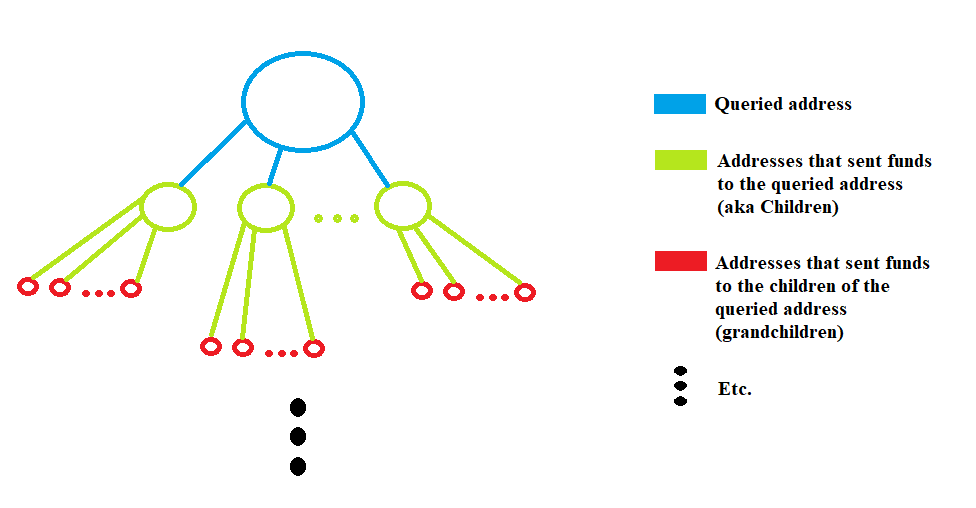 Queried address
Addresses that sent funds
to the queried address
(aka Children)
Addresses that sent funds
to the children of the
queried address
(grandchildren)
Etc.